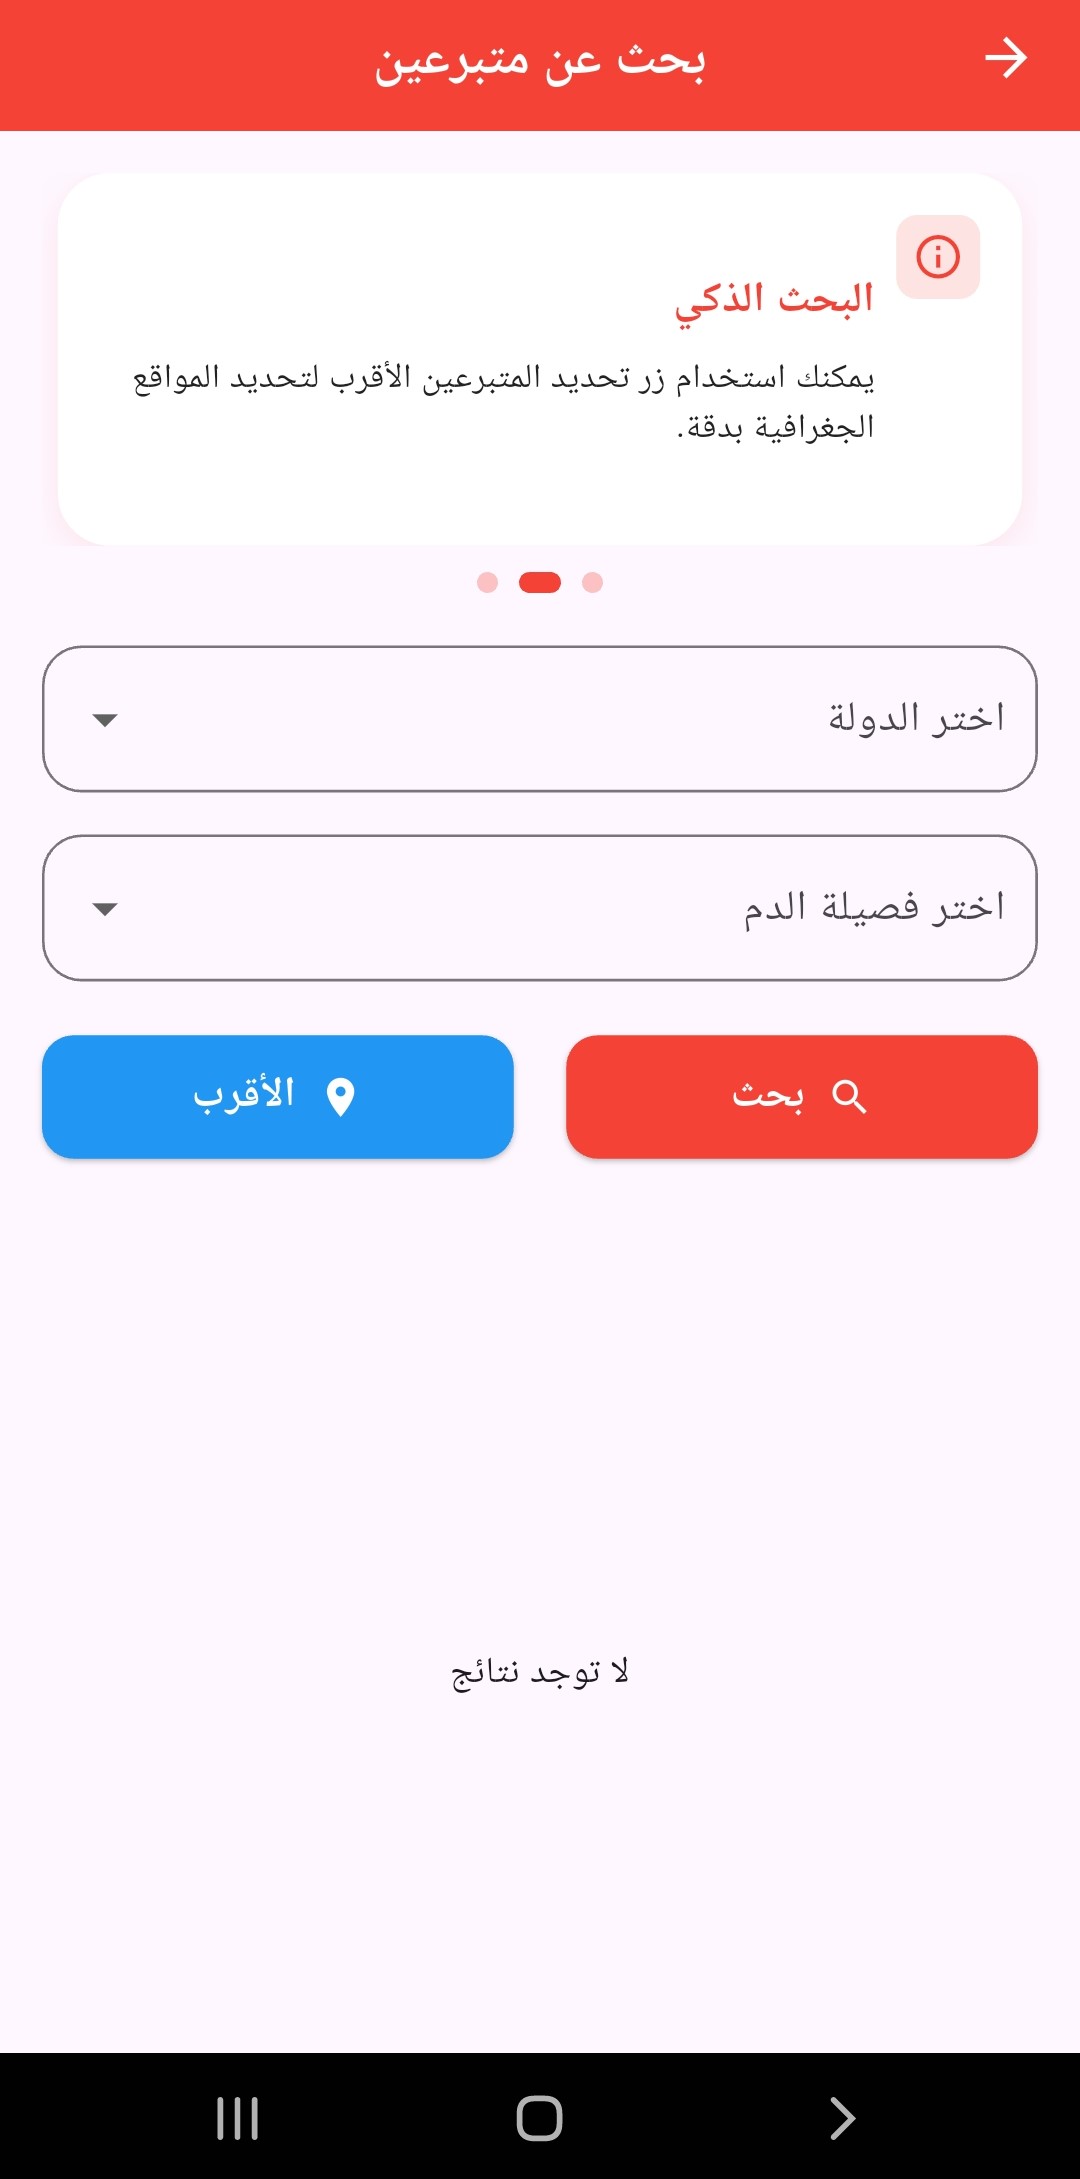 بحث عن متبرعين
البحث الذكي
يمكنك استخدام زر تحديد المتبرعين الأقرب لتحديد المواقع
الجغرافية بدقة.
اختر الدولة
اختر فصيلة الدم
بحث
الأقرب
لا توجد نتائج